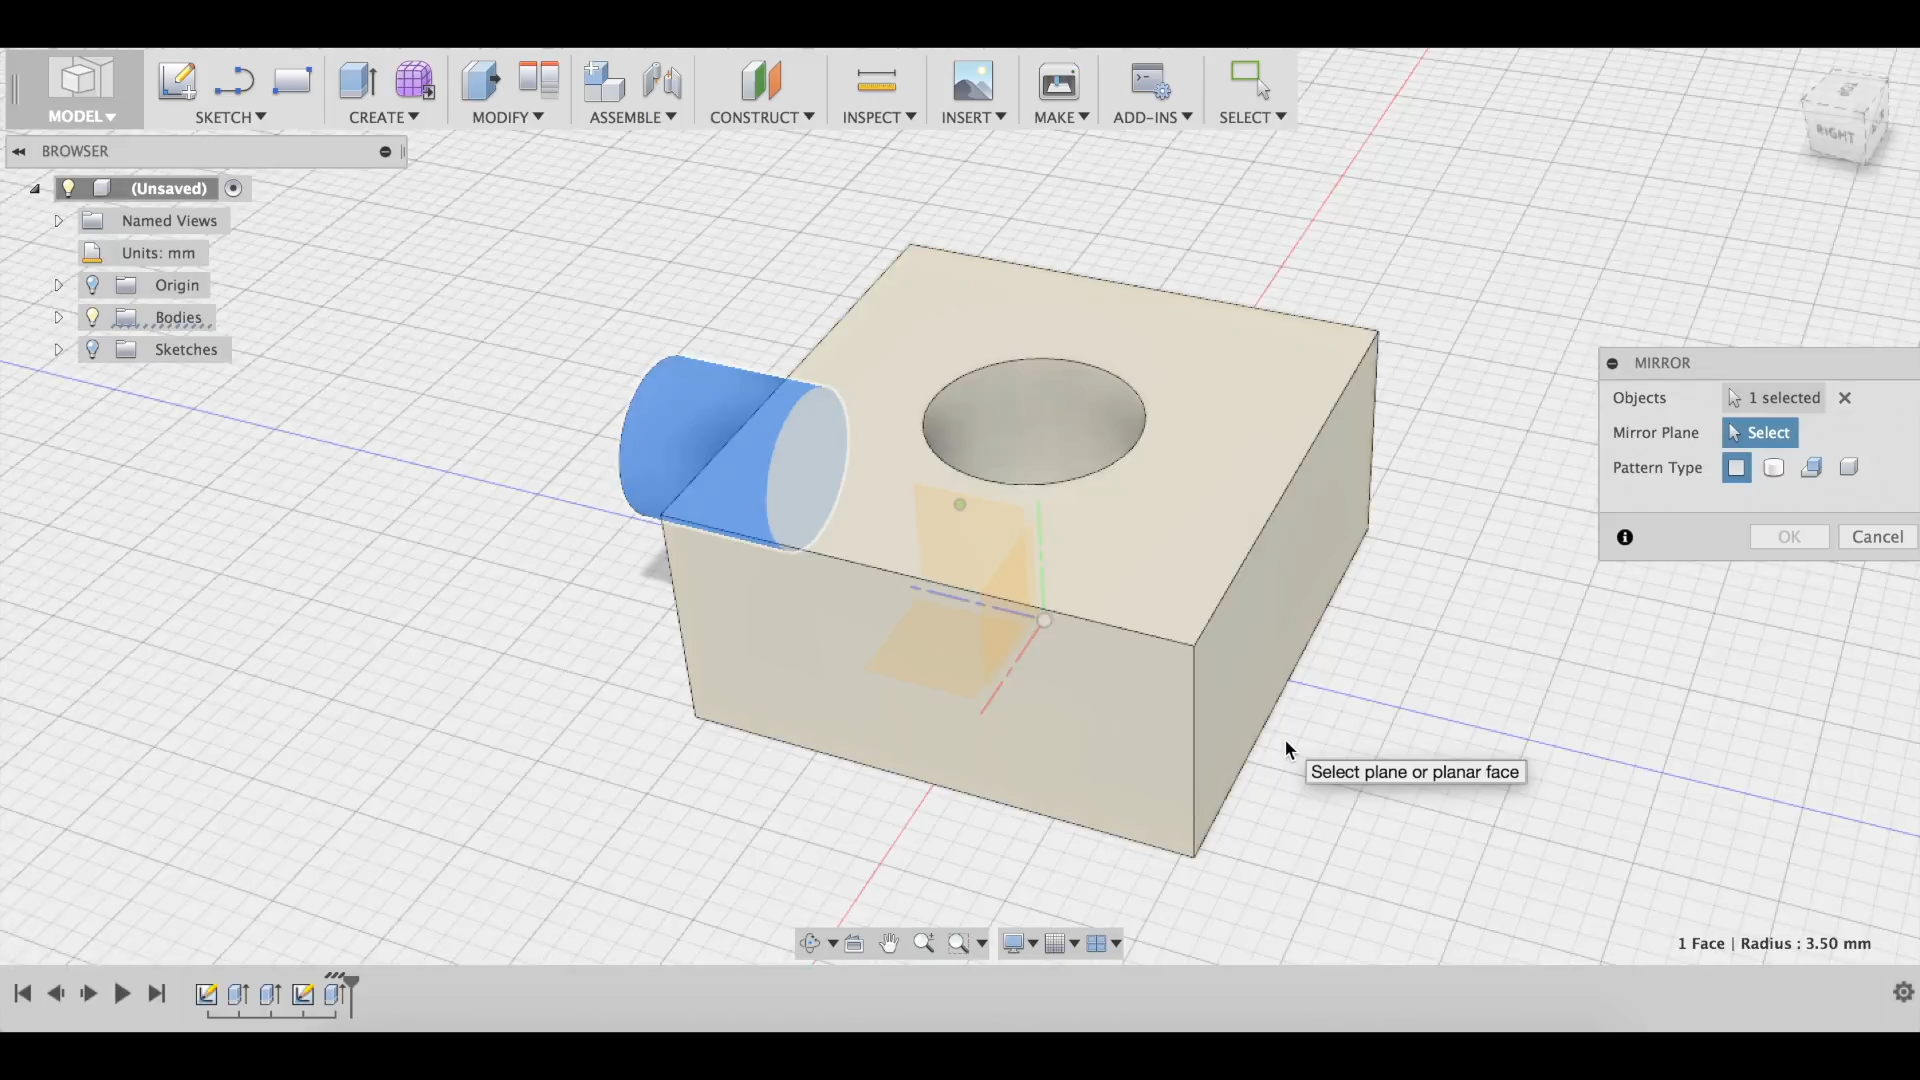 MODEL
SKETCH
CREATE
MODIFY
ASSEMBLE
CONSTRUCT
INSPECT
INSERT
MAKE
ADD-INS
SELECT
BROWSER
(Unsaved)
Named Views
Units: mm
Origin
Bodies
Sketches
RIGHT
MIRROR
Objects 1 selected
Mirror Plane Select
Pattern Type
OK Cancel
Select plane or planar face
1 Face | Radius : 3.50 mm